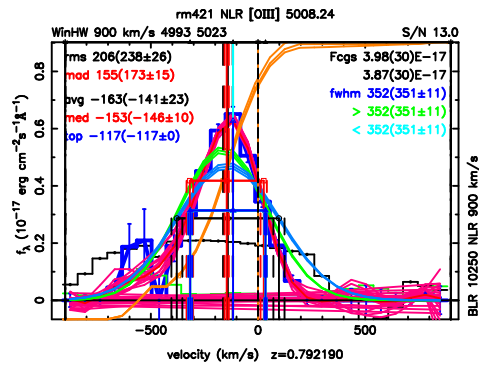 rm421 NLR [OIII] 5008.24
WinHW 900 km/s 4993 5023
S/N 13.0
rms 206(238±26)
mad 155(173±15)
avg −163(−141±23)
med −153(−146±10)
top −117(−117±0)
Fcgs 3.98(30)E−17
3.87(30)E−17
fwhm 352(351±11)
> 352(351±11)
< 352(351±11)
0.8
0.6
0.4
0.2
0
fλ (10⁻¹⁷ erg cm⁻²s⁻¹Å⁻¹)
BLR 10250 NLR 900 km/s
−500
0
500
velocity (km/s) z=0.792190